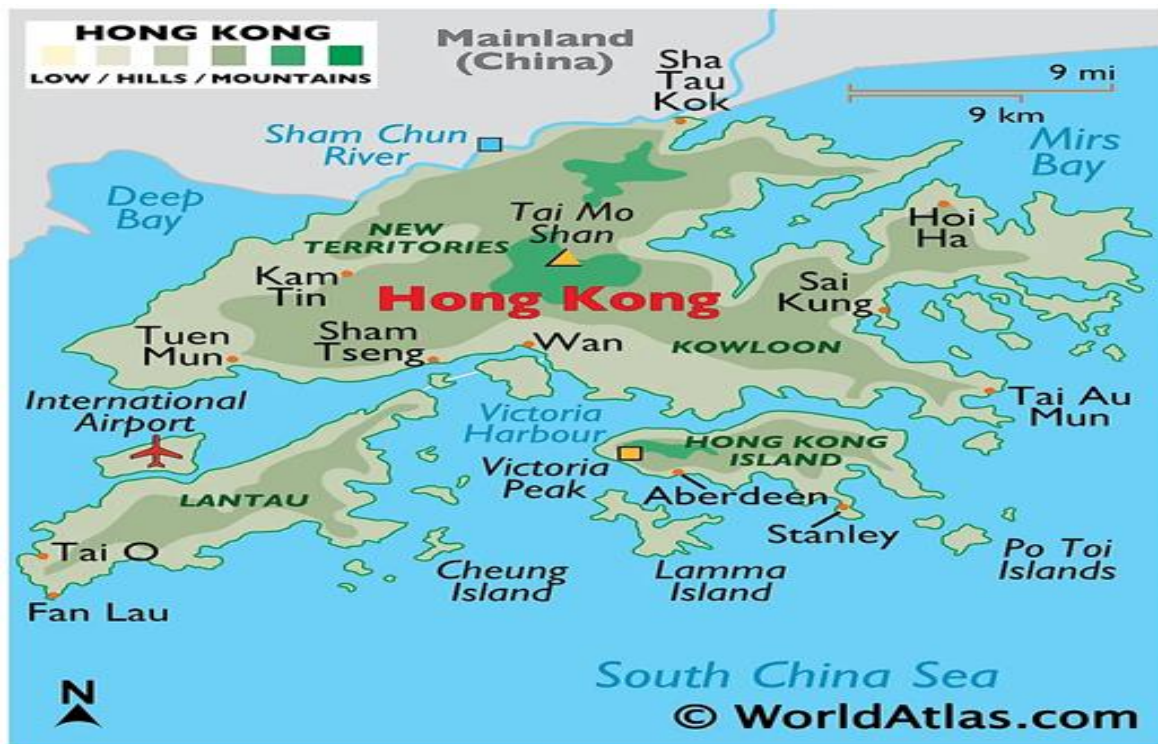 HONG KONG
LOW / HILLS / MOUNTAINS
Mainland
(China)
Sha
Tau
Kok
9 mi
9 km
Sham Chun
River
Mirs
Bay
Deep
Bay
Tai Mo
Shan
Hoi
Ha
NEW
TERRITORIES
Kam
Tin
Hong Kong
Sai
Kung
Tuen
Mun
Sham
Tseng
Wan
KOWLOON
International
Airport
Tai Au
Mun
Victoria
Harbour
HONG KONG
ISLAND
Victoria
Peak
LANTAU
Aberdeen
Stanley
Tai O
Cheung
Island
Lamma
Island
Po Toi
Islands
Fan Lau
South China Sea
N
© WorldAtlas.com